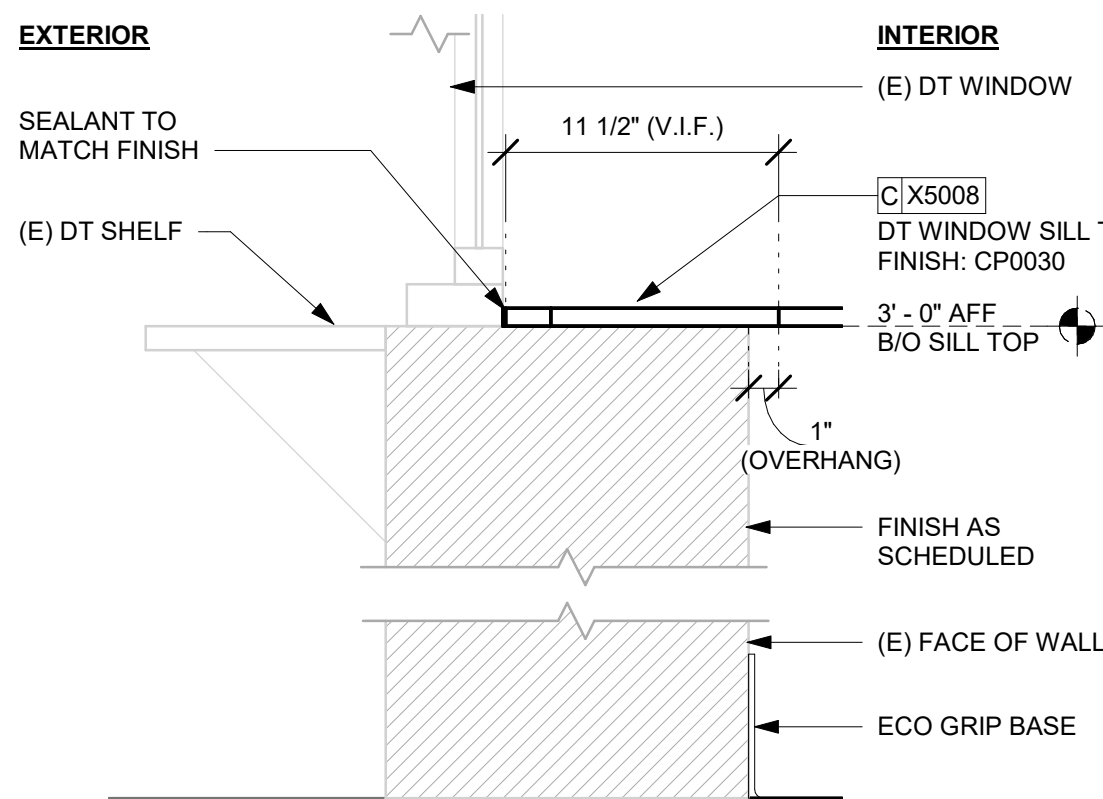 EXTERIOR
INTERIOR
(E) DT WINDOW
SEALANT TO
MATCH FINISH
11 1/2" (V.I.F.)
C X5008
(E) DT SHELF
DT WINDOW SILL
FINISH: CP0030
3' - 0" AFF
B/O SILL TOP
1"
(OVERHANG)
FINISH AS
SCHEDULED
(E) FACE OF WALL
ECO GRIP BASE